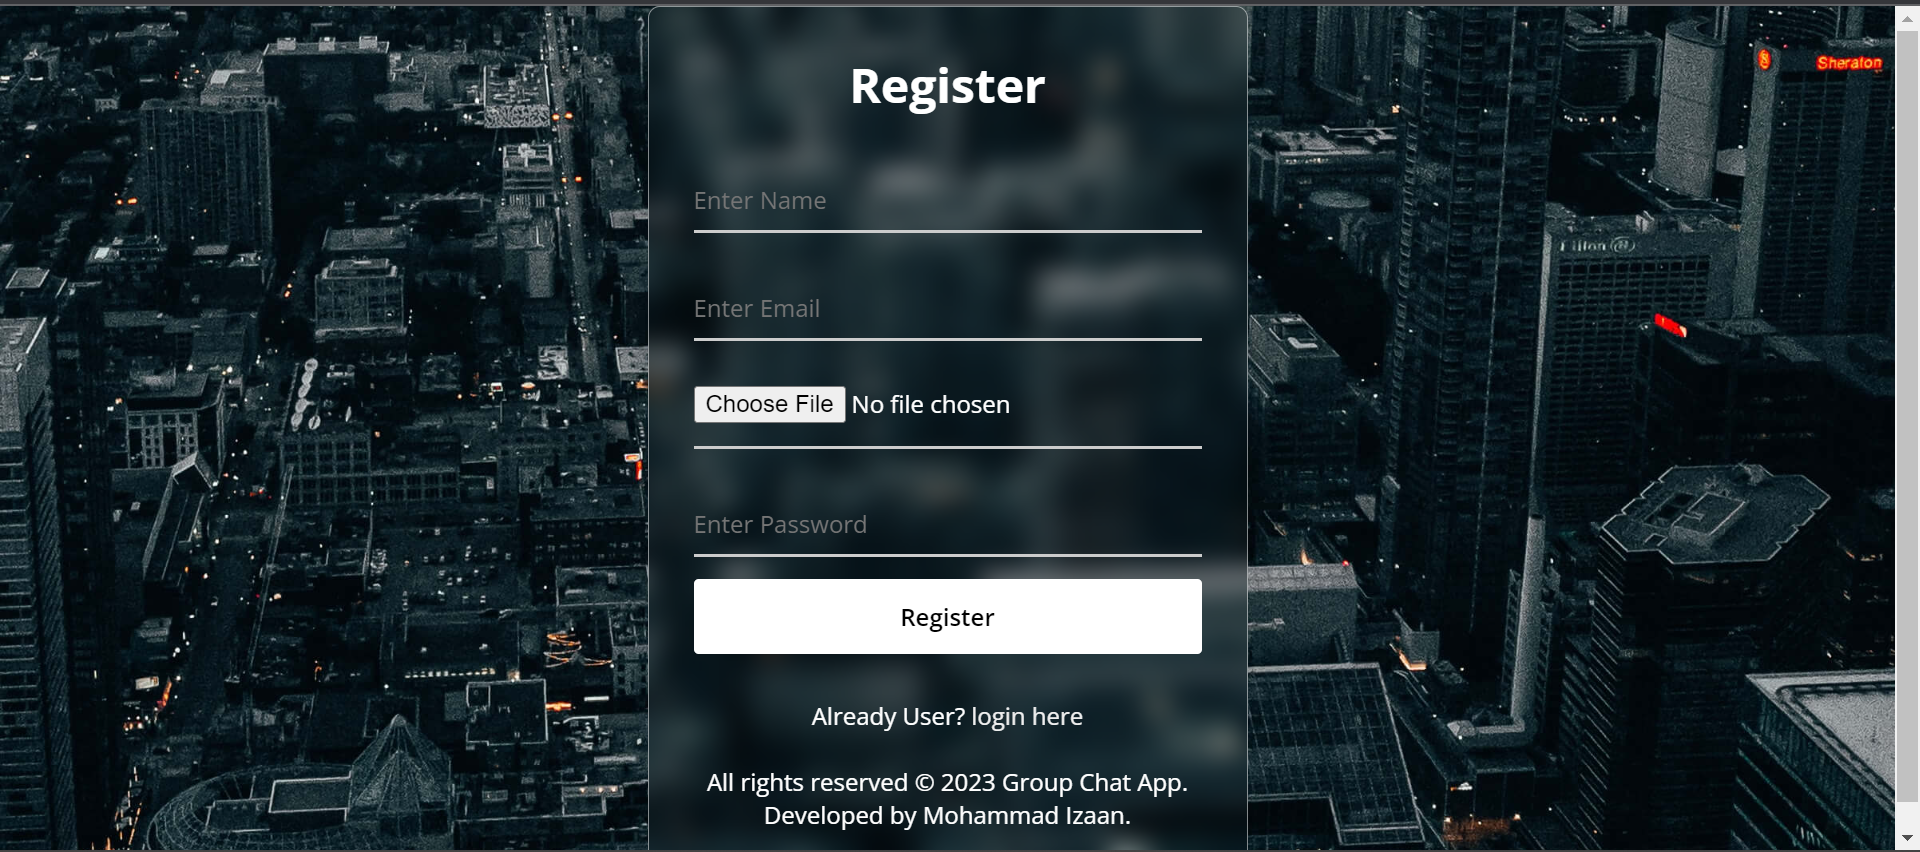 Register
Sheraton
Hilton
Enter Name
Enter Email
Choose File No file chosen
Enter Password
Register
Already User? login here
All rights reserved © 2023 Group Chat App.
Developed by Mohammad Izaan.